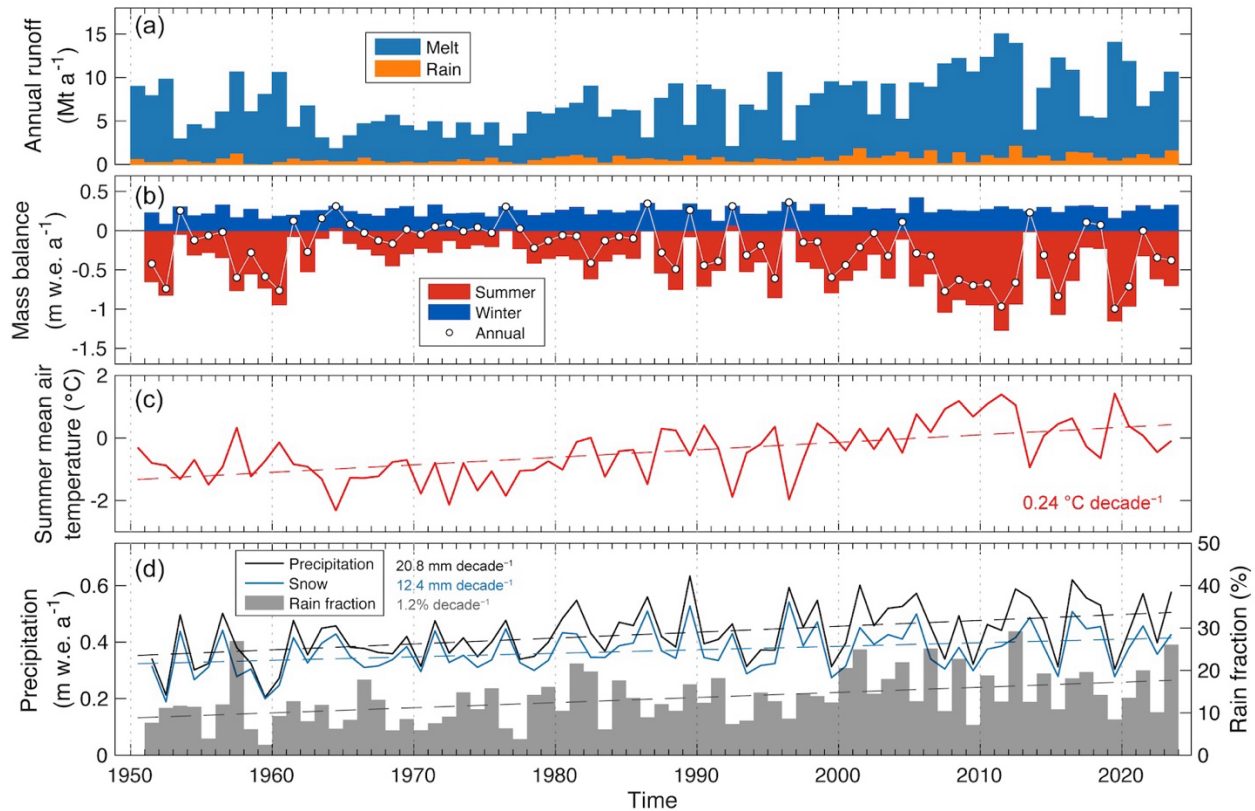 (a)
Annual runoff
(Mt a⁻¹)
15
10
5
0
Melt
Rain
(b)
Mass balance
(m w.e. a⁻¹)
0.5
0
-0.5
-1
-1.5
Summer
Winter
Annual
(c)
Summer mean air
temperature (°C)
2
0
-2
0.24 °C decade⁻¹
(d)
Precipitation
(m w.e. a⁻¹)
0.6
0.4
0.2
0
Precipitation 20.8 mm decade⁻¹
Snow 12.4 mm decade⁻¹
Rain fraction 1.2% decade⁻¹
50
40
30
20
10
0
Rain fraction (%)
1950 1960 1970 1980 1990 2000 2010 2020
Time